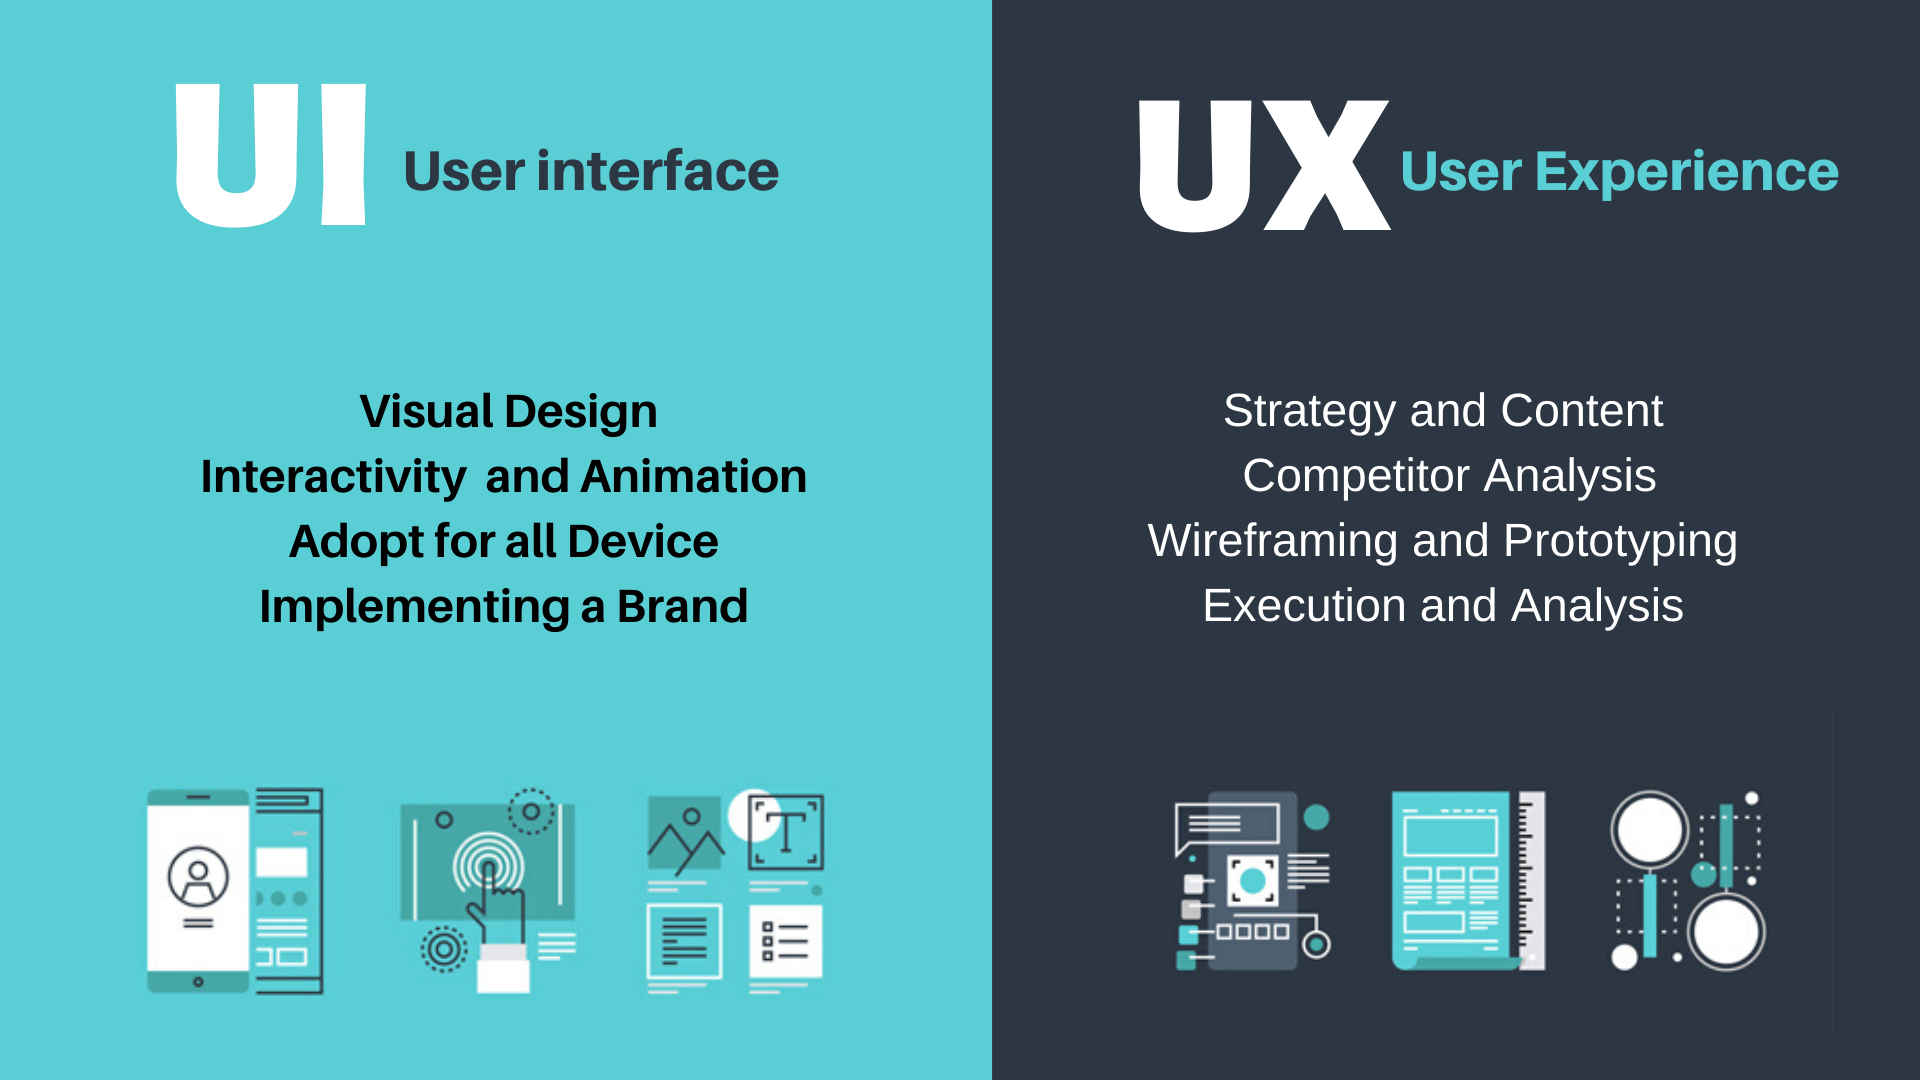 UI User interface
Visual Design
Interactivity and Animation
Adopt for all Device
Implementing a Brand
UX User Experience
Strategy and Content
Competitor Analysis
Wireframing and Prototyping
Execution and Analysis
T